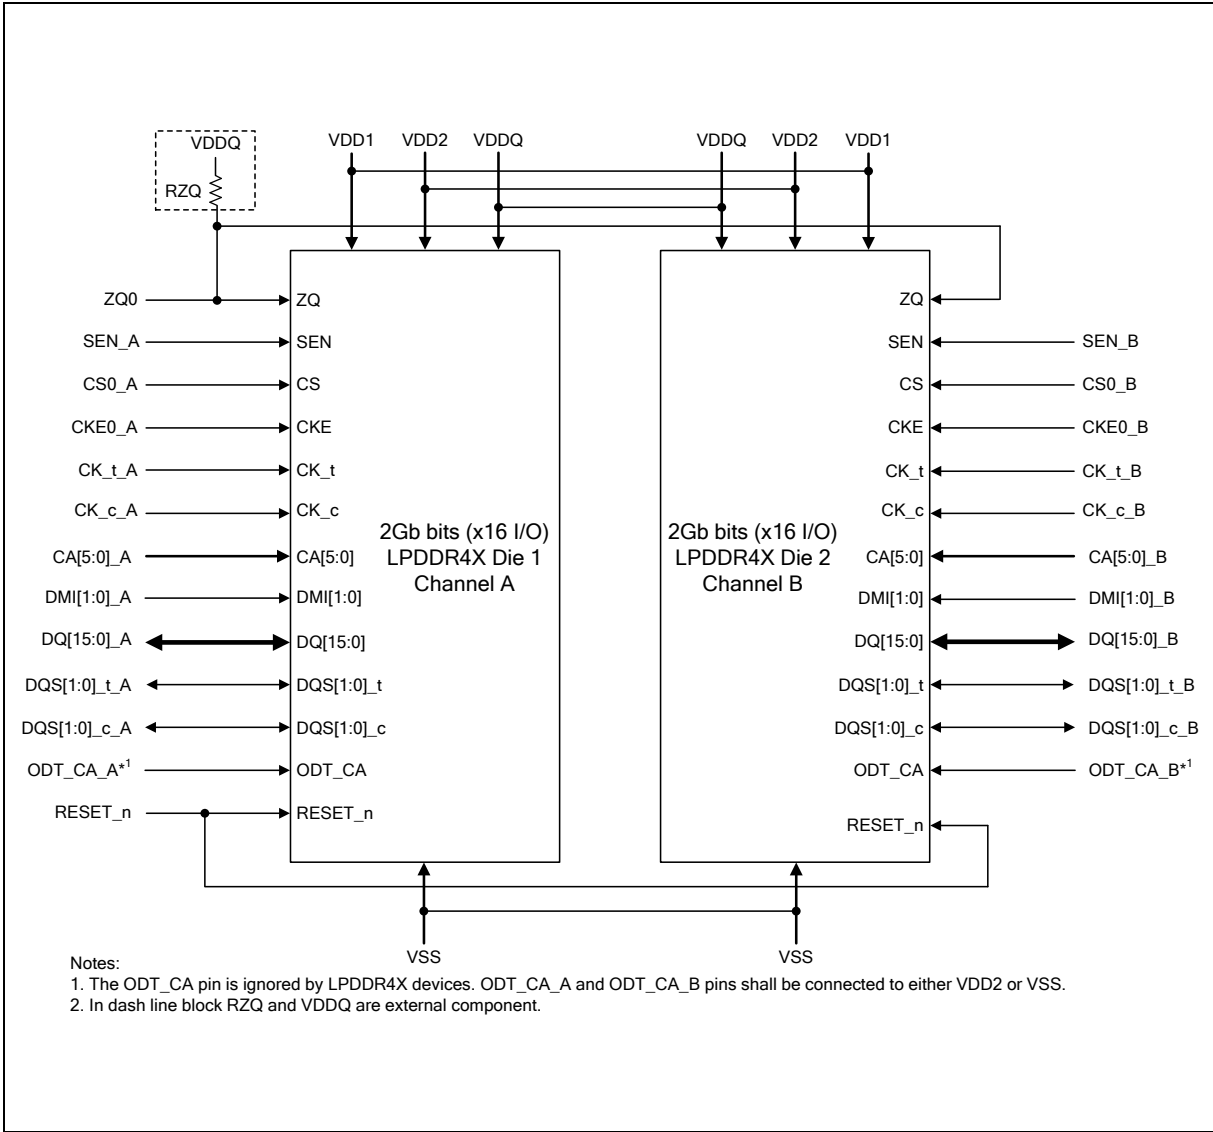 VDDQ
RZQ
VDD1 VDD2 VDDQ VDDQ VDD2 VDD1
ZQ0 ZQ ZQ
SEN_A SEN SEN SEN_B
CS0_A CS CS CS0_B
CKE0_A CKE CKE CKE0_B
CK_t_A CK_t CK_t CK_t_B
CK_c_A CK_c CK_c CK_c_B
2Gb bits (x16 I/O)
LPDDR4X Die 1
Channel A
2Gb bits (x16 I/O)
LPDDR4X Die 2
Channel B
CA[5:0]_A CA[5:0] CA[5:0] CA[5:0]_B
DMI[1:0]_A DMI[1:0] DMI[1:0] DMI[1:0]_B
DQ[15:0]_A DQ[15:0] DQ[15:0] DQ[15:0]_B
DQS[1:0]_t_A DQS[1:0]_t DQS[1:0]_t DQS[1:0]_t_B
DQS[1:0]_c_A DQS[1:0]_c DQS[1:0]_c DQS[1:0]_c_B
ODT_CA_A*1 ODT_CA ODT_CA ODT_CA_B*1
RESET_n RESET_n RESET_n
VSS VSS
Notes:
1. The ODT_CA pin is ignored by LPDDR4X devices. ODT_CA_A and ODT_CA_B pins shall be connected to either VDD2 or VSS.
2. In dash line block RZQ and VDDQ are external component.